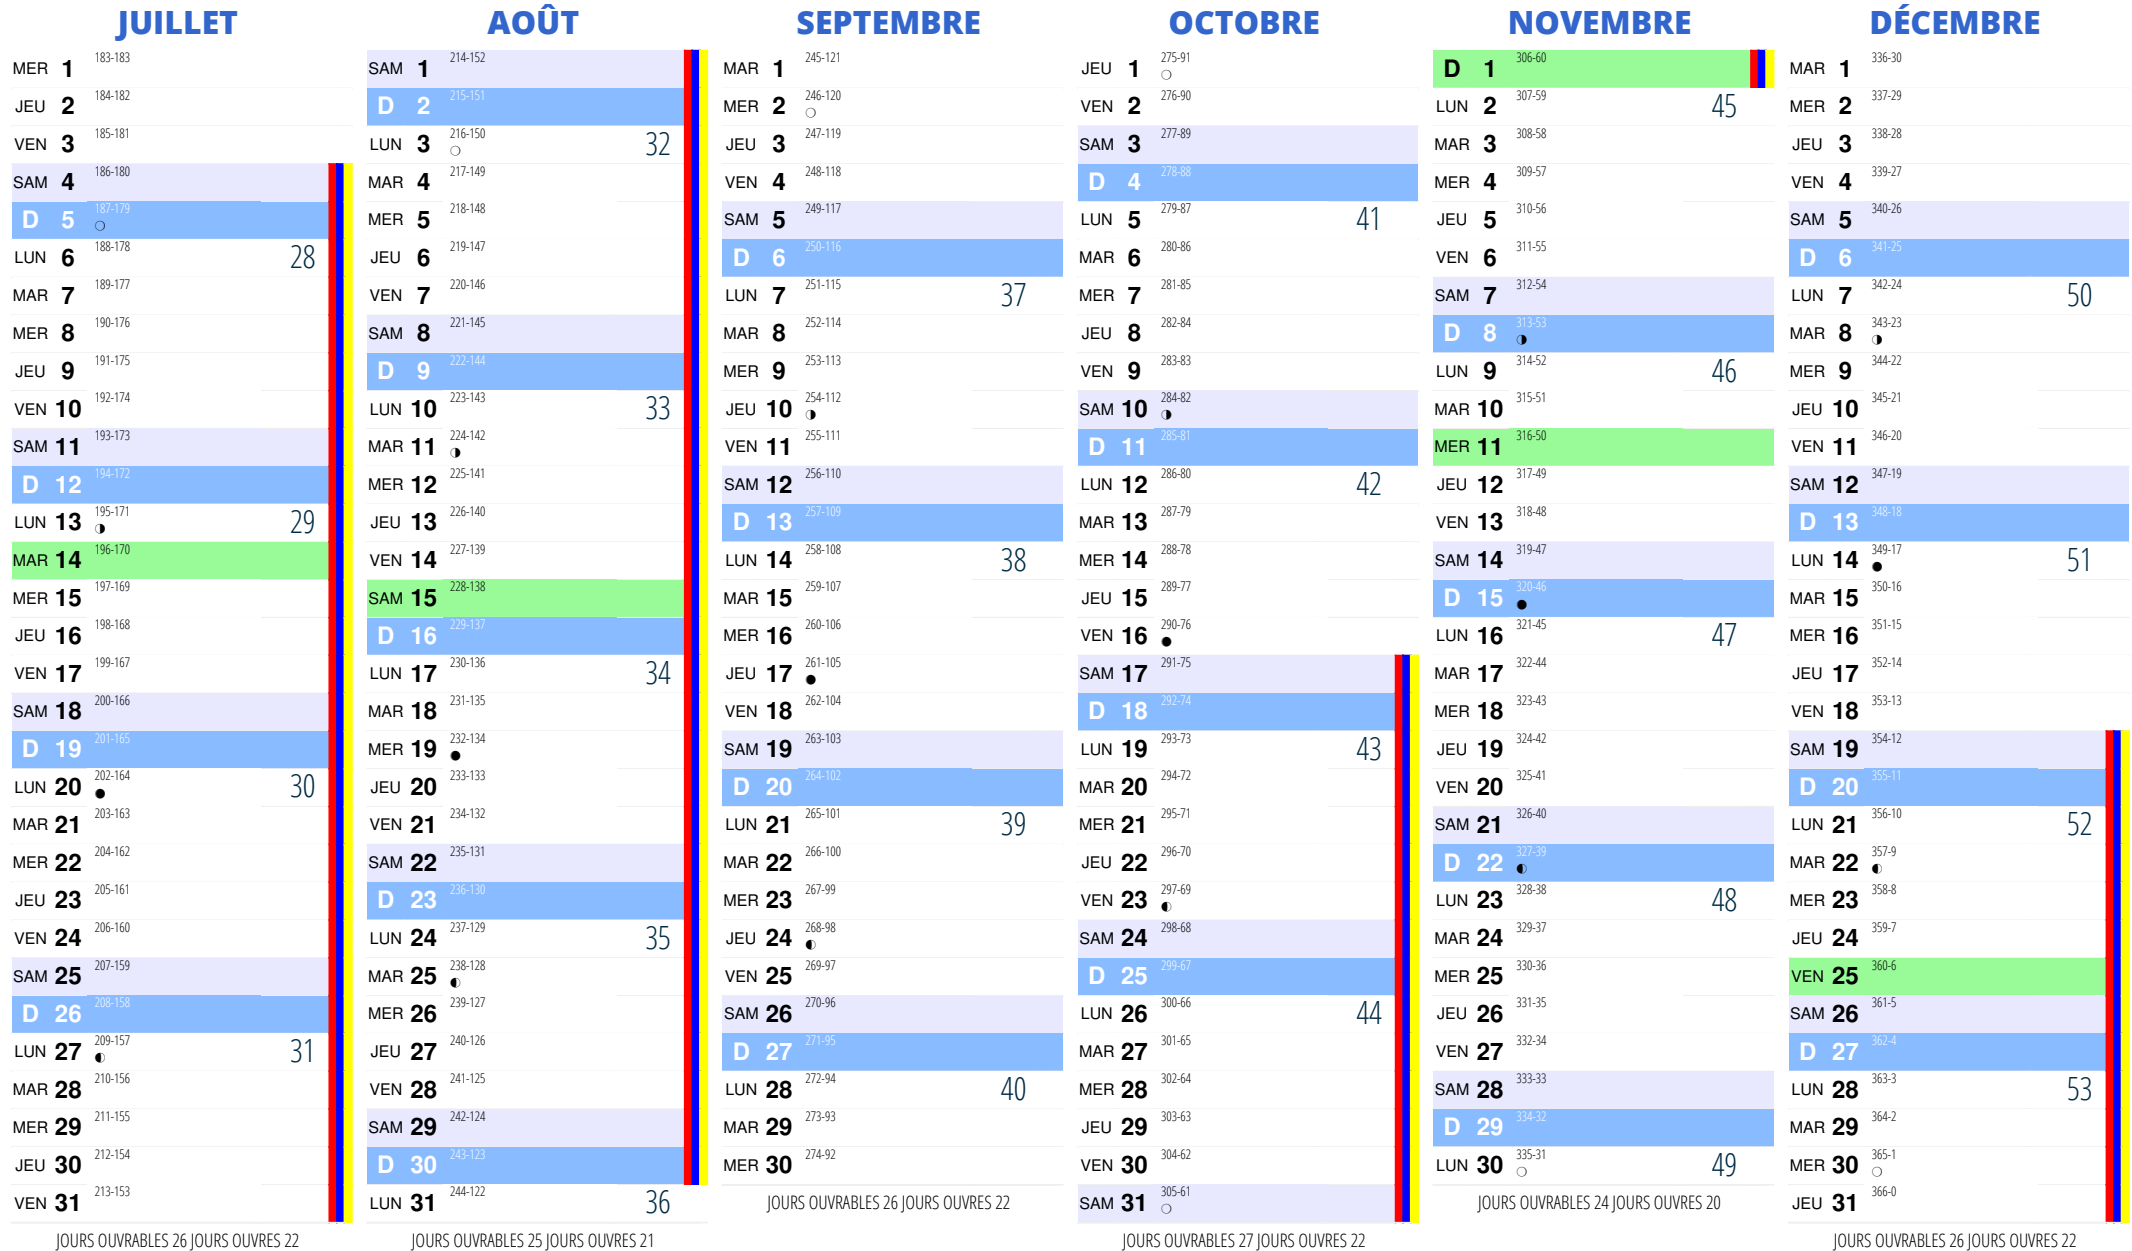 JUILLET
MER 1 183-183
JEU 2 184-182
VEN 3 185-181
SAM 4 186-180
D 5 187-179
LUN 6 188-178 28
MAR 7 189-177
MER 8 190-176
JEU 9 191-175
VEN 10 192-174
SAM 11 193-173
D 12 194-172
LUN 13 195-171 29
MAR 14 196-170
MER 15 197-169
JEU 16 198-168
VEN 17 199-167
SAM 18 200-166
D 19 201-165
LUN 20 202-164 30
MAR 21 203-163
MER 22 204-162
JEU 23 205-161
VEN 24 206-160
SAM 25 207-159
D 26 208-158
LUN 27 209-157 31
MAR 28 210-156
MER 29 211-155
JEU 30 212-154
VEN 31 213-153
JOURS OUVRABLES 26 JOURS OUVRES 22
AOÛT
SAM 1 214-152
D 2 215-151
LUN 3 216-150 32
MAR 4 217-149
MER 5 218-148
JEU 6 219-147
VEN 7 220-146
SAM 8 221-145
D 9 222-144
LUN 10 223-143 33
MAR 11 224-142
MER 12 225-141
JEU 13 226-140
VEN 14 227-139
SAM 15 228-138
D 16 229-137
LUN 17 230-136 34
MAR 18 231-135
MER 19 232-134
JEU 20 233-133
VEN 21 234-132
SAM 22 235-131
D 23 236-130
LUN 24 237-129 35
MAR 25 238-128
MER 26 239-127
JEU 27 240-126
VEN 28 241-125
SAM 29 242-124
D 30 243-123
LUN 31 244-122 36
JOURS OUVRABLES 25 JOURS OUVRES 21
SEPTEMBRE
MAR 1 245-121
MER 2 246-120
JEU 3 247-119
VEN 4 248-118
SAM 5 249-117
D 6 250-116
LUN 7 251-115 37
MAR 8 252-114
MER 9 253-113
JEU 10 254-112
VEN 11 255-111
SAM 12 256-110
D 13 257-109
LUN 14 258-108 38
MAR 15 259-107
MER 16 260-106
JEU 17 261-105
VEN 18 262-104
SAM 19 263-103
D 20 264-102
LUN 21 265-101 39
MAR 22 266-100
MER 23 267-99
JEU 24 268-98
VEN 25 269-97
SAM 26 270-96
D 27 271-95
LUN 28 272-94 40
MAR 29 273-93
MER 30 274-92
JOURS OUVRABLES 26 JOURS OUVRES 22
OCTOBRE
JEU 1 275-91
VEN 2 276-90
SAM 3 277-89
D 4 278-88
LUN 5 279-87 41
MAR 6 280-86
MER 7 281-85
JEU 8 282-84
VEN 9 283-83
SAM 10 284-82
D 11 285-81
LUN 12 286-80 42
MAR 13 287-79
MER 14 288-78
JEU 15 289-77
VEN 16 290-76
SAM 17 291-75
D 18 292-74
LUN 19 293-73 43
MAR 20 294-72
MER 21 295-71
JEU 22 296-70
VEN 23 297-69
SAM 24 298-68
D 25 299-67
LUN 26 300-66 44
MAR 27 301-65
MER 28 302-64
JEU 29 303-63
VEN 30 304-62
SAM 31 305-61
JOURS OUVRABLES 27 JOURS OUVRES 22
NOVEMBRE
D 1 306-60
LUN 2 307-59 45
MAR 3 308-58
MER 4 309-57
JEU 5 310-56
VEN 6 311-55
SAM 7 312-54
D 8 313-53
LUN 9 314-52 46
MAR 10 315-51
MER 11 316-50
JEU 12 317-49
VEN 13 318-48
SAM 14 319-47
D 15 320-46
LUN 16 321-45 47
MAR 17 322-44
MER 18 323-43
JEU 19 324-42
VEN 20 325-41
SAM 21 326-40
D 22 327-39
LUN 23 328-38 48
MAR 24 329-37
MER 25 330-36
JEU 26 331-35
VEN 27 332-34
SAM 28 333-33
D 29 334-32
LUN 30 335-31 49
JOURS OUVRABLES 24 JOURS OUVRES 20
DÉCEMBRE
MAR 1 336-30
MER 2 337-29
JEU 3 338-28
VEN 4 339-27
SAM 5 340-26
D 6 341-25
LUN 7 342-24 50
MAR 8 343-23
MER 9 344-22
JEU 10 345-21
VEN 11 346-20
SAM 12 347-19
D 13 348-18
LUN 14 349-17 51
MAR 15 350-16
MER 16 351-15
JEU 17 352-14
VEN 18 353-13
SAM 19 354-12
D 20 355-11
LUN 21 356-10 52
MAR 22 357-9
MER 23 358-8
JEU 24 359-7
VEN 25 360-6
SAM 26 361-5
D 27 362-4
LUN 28 363-3 53
MAR 29 364-2
MER 30 365-1
JEU 31 366-0
JOURS OUVRABLES 26 JOURS OUVRES 22